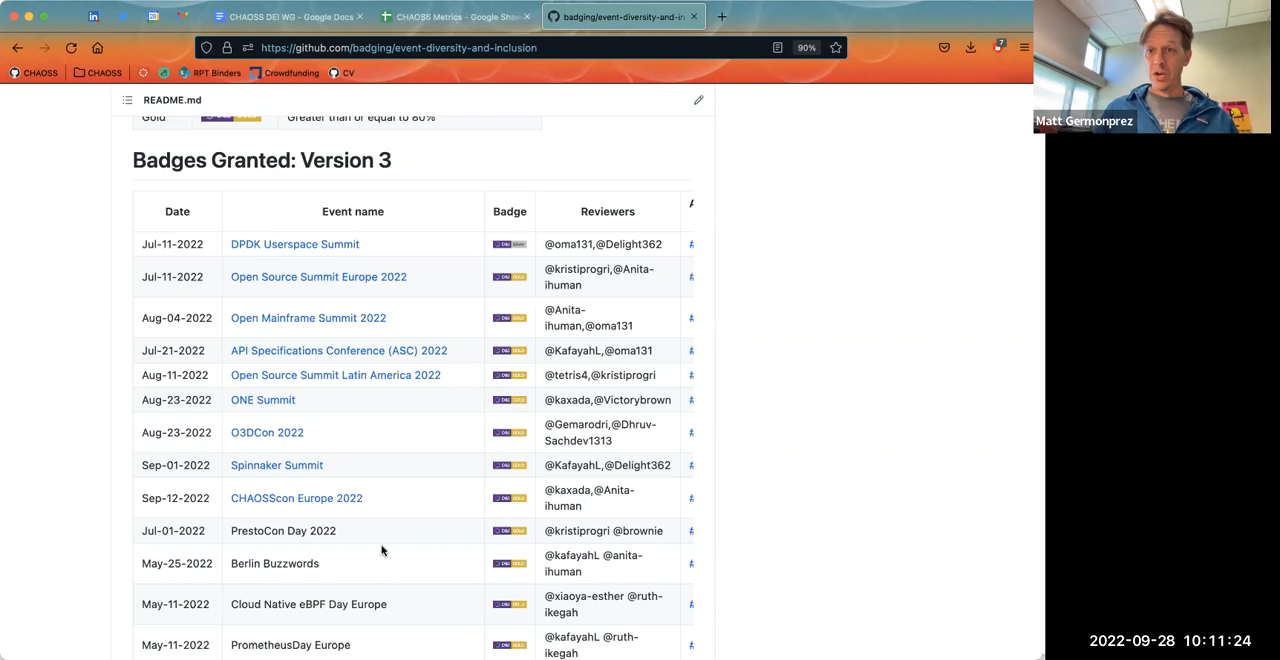 CHAOSS DEI WG - Google Docs
CHAOSS Metrics - Google She
badging/event-diversity-and-in
https://github.com/badging/event-diversity-and-inclusion
90%
7
CHAOSS
CHAOSS
RPT Binders
Crowdfunding
CV
Matt Germonprez
README.md
Gold
Greater than or equal to 80%
Badges Granted: Version 3
Date Event name Badge Reviewers
Jul-11-2022 DPDK Userspace Summit @oma131,@Delight362 #
Jul-11-2022 Open Source Summit Europe 2022 @kristiprogri,@Anita-
ihuman #
Aug-04-2022 Open Mainframe Summit 2022 @Anita-
ihuman,@oma131 #
Jul-21-2022 API Specifications Conference (ASC) 2022 @KafayahL,@oma131 #
Aug-11-2022 Open Source Summit Latin America 2022 @tetris4,@kristiprogri #
Aug-23-2022 ONE Summit @kaxada,@Victorybrown #
Aug-23-2022 O3DCon 2022 @Gemarodri,@Dhruv-
Sachdev1313 #
Sep-01-2022 Spinnaker Summit @KafayahL,@Delight362 #
Sep-12-2022 CHAOSScon Europe 2022 @kaxada,@Anita-
ihuman #
Jul-01-2022 PrestoCon Day 2022 @kristiprogri @brownie #
May-25-2022 Berlin Buzzwords @kafayahL @anita-
ihuman #
May-11-2022 Cloud Native eBPF Day Europe @xiaoya-esther @ruth-
ikegah #
May-11-2022 PrometheusDay Europe @kafayahL @ruth-
ikegah #
2022-09-28 10:11:24